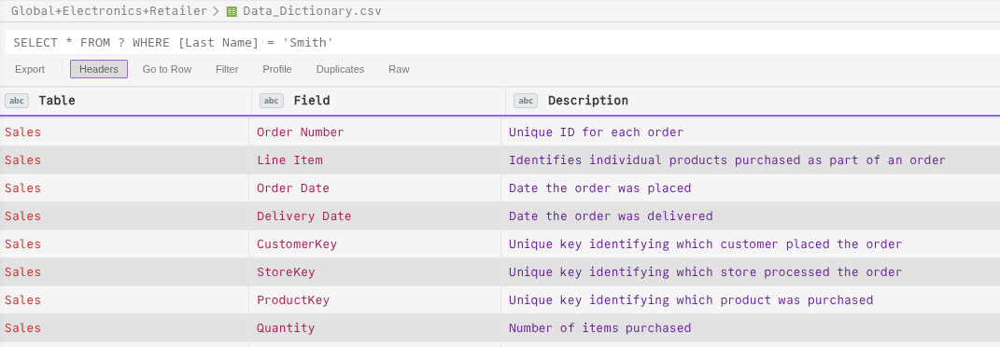 Global+Electronics+Retailer > Data_Dictionary.csv
SELECT * FROM ? WHERE [Last Name] = 'Smith'
Export Headers Go to Row Filter Profile Duplicates Raw
abc Table abc Field abc Description
Sales Order Number Unique ID for each order
Sales Line Item Identifies individual products purchased as part of an order
Sales Order Date Date the order was placed
Sales Delivery Date Date the order was delivered
Sales CustomerKey Unique key identifying which customer placed the order
Sales StoreKey Unique key identifying which store processed the order
Sales ProductKey Unique key identifying which product was purchased
Sales Quantity Number of items purchased